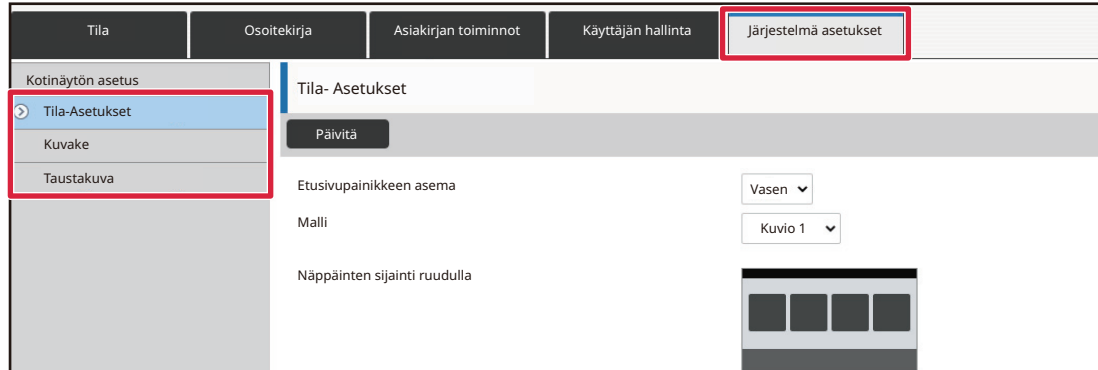 Tila
Osoitekirja
Asiakirjan toiminnot
Käyttäjän hallinta
Järjestelmä asetukset
Kotinäytön asetus
Tila-Asetukset
Kuvake
Taustakuva
Tila- Asetukset
Päivitä
Etusivupainikkeen asema
Vasen
Malli
Kuvio 1
Näppäinten sijainti ruudulla